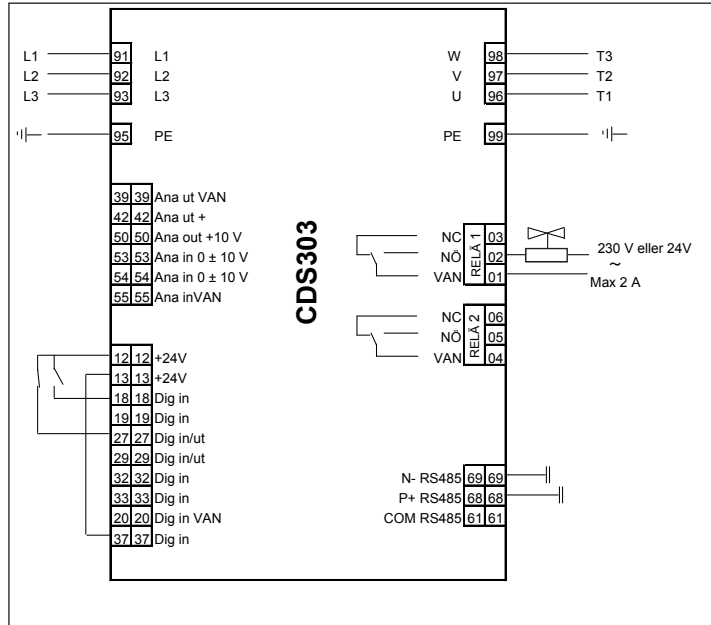 L1 91 L1 W 98 T3
L2 92 L2 V 97 T2
L3 93 L3 U 96 T1
95 PE PE 99
CDS303
39 39 Ana ut VAN
42 42 Ana ut +
50 50 Ana out +10 V
53 53 Ana in 0 ± 10 V
54 54 Ana in 0 ± 10 V
55 55 Ana inVAN
RELÄ 1
NC 03
NÖ 02
VAN 01
230 V eller 24V
~
Max 2 A
RELÄ 2
NC 06
NÖ 05
VAN 04
12 12 +24V
13 13 +24V
18 18 Dig in
19 19 Dig in
27 27 Dig in/ut
29 29 Dig in/ut
32 32 Dig in
33 33 Dig in
20 20 Dig in VAN
37 37 Dig in
N- RS485 69 69
P+ RS485 68 68
COM RS485 61 61